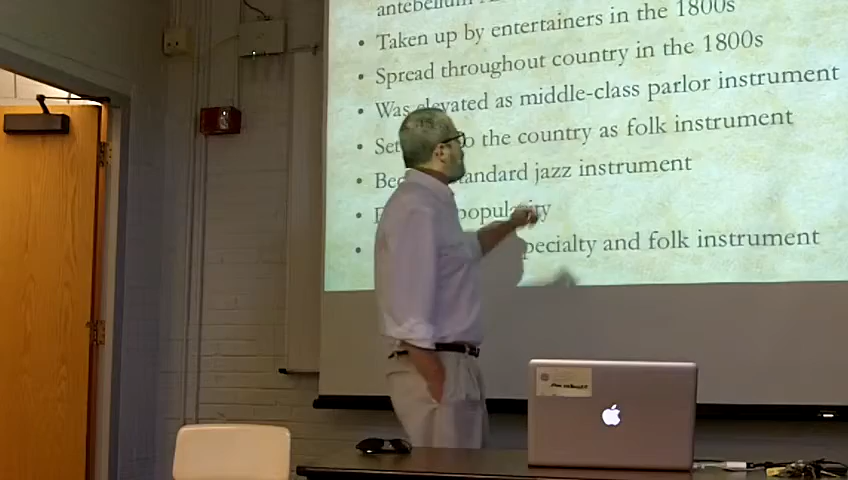 antebellum
• Taken up by entertainers in the 1800s
• Spread throughout country in the 1800s
• Was elevated as middle-class parlor instrument
• to the country as folk instrument
• standard jazz instrument
• popularity
• specialty and folk instrument